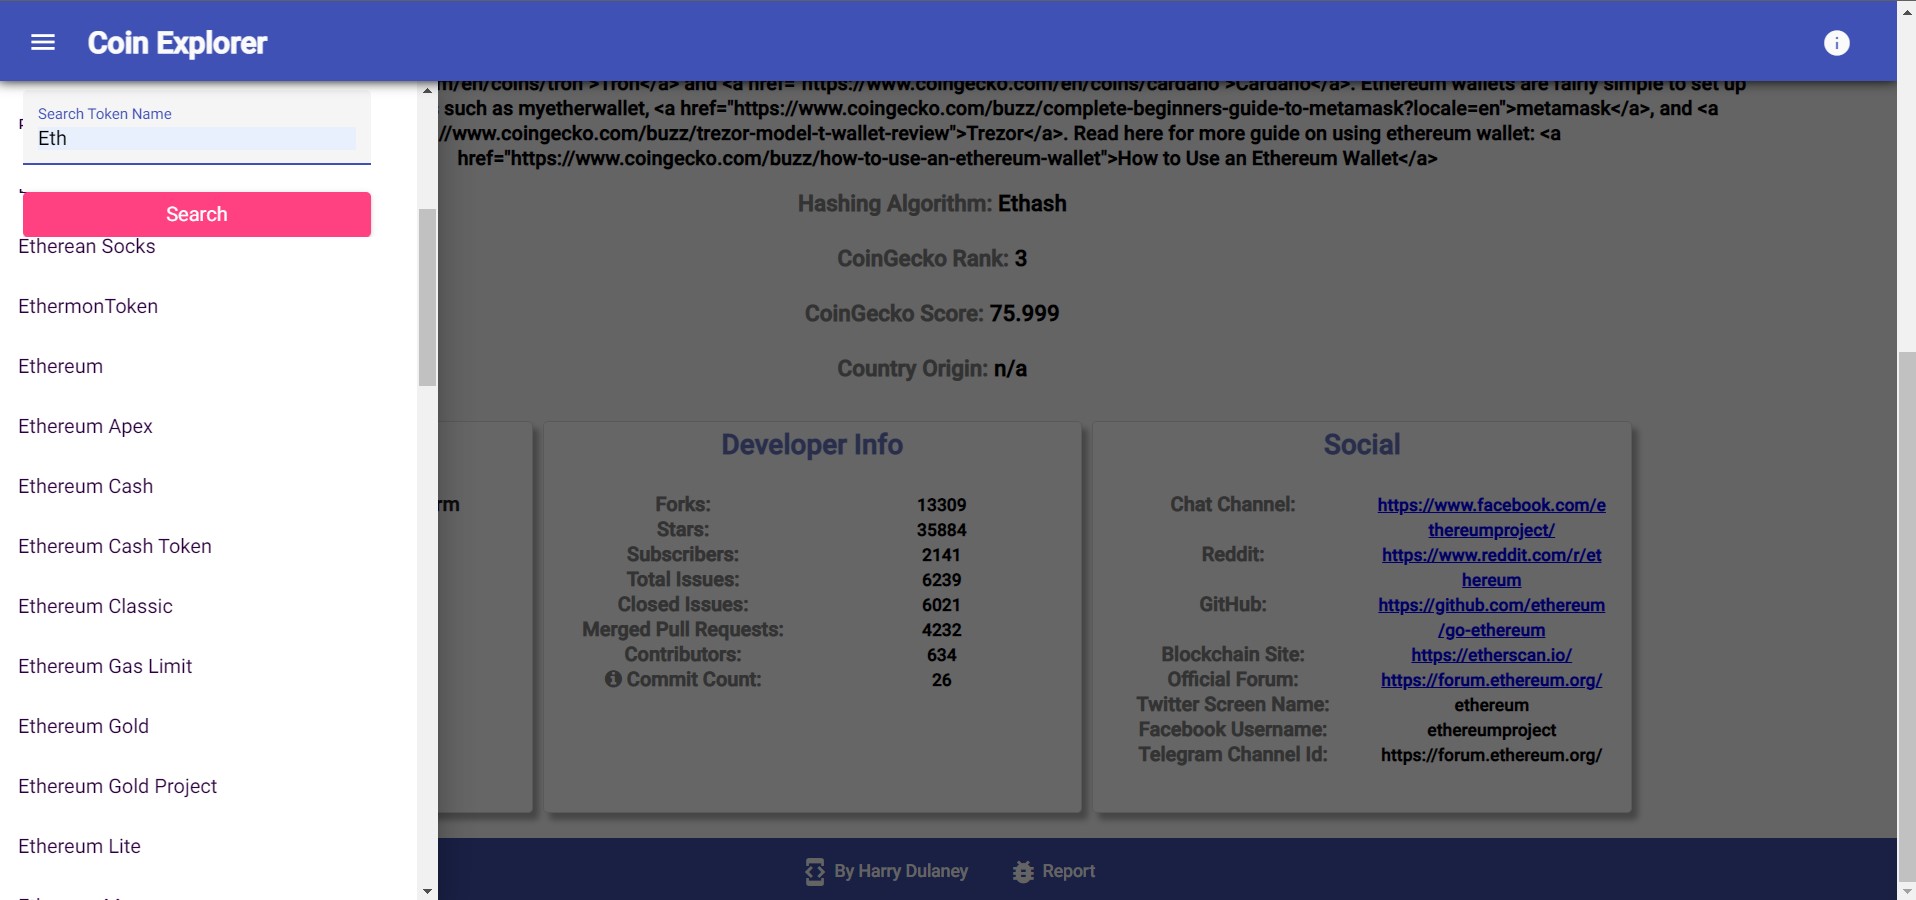 Coin Explorer
Search Token Name
Eth
Search
Etherean Socks
EthermonToken
Ethereum
Ethereum Apex
Ethereum Cash
Ethereum Cash Token
Ethereum Classic
Ethereum Gas Limit
Ethereum Gold
Ethereum Gold Project
Ethereum Lite
m/en/coins/tron">Tron</a> and <a href="https://www.coingecko.com/en/coins/cardano">Cardano</a>. Ethereum wallets are fairly simple to set up
such as myetherwallet, <a href="https://www.coingecko.com/buzz/complete-beginners-guide-to-metamask?locale=en">metamask</a>, and <a
//www.coingecko.com/buzz/trezor-model-t-wallet-review">Trezor</a>. Read here for more guide on using ethereum wallet: <a
href="https://www.coingecko.com/buzz/how-to-use-an-ethereum-wallet">How to Use an Ethereum Wallet</a>
Hashing Algorithm: Ethash
CoinGecko Rank: 3
CoinGecko Score: 75.999
Country Origin: n/a
rm
Developer Info
Forks: 13309
Stars: 35884
Subscribers: 2141
Total Issues: 6239
Closed Issues: 6021
Merged Pull Requests: 4232
Contributors: 634
Commit Count: 26
Social
Chat Channel: https://www.facebook.com/e
thereumproject/
Reddit: https://www.reddit.com/r/et
hereum
GitHub: https://github.com/ethereum
/go-ethereum
Blockchain Site: https://etherscan.io/
Official Forum: https://forum.ethereum.org/
Twitter Screen Name: ethereum
Facebook Username: ethereumproject
Telegram Channel Id: https://forum.ethereum.org/
By Harry Dulaney
Report